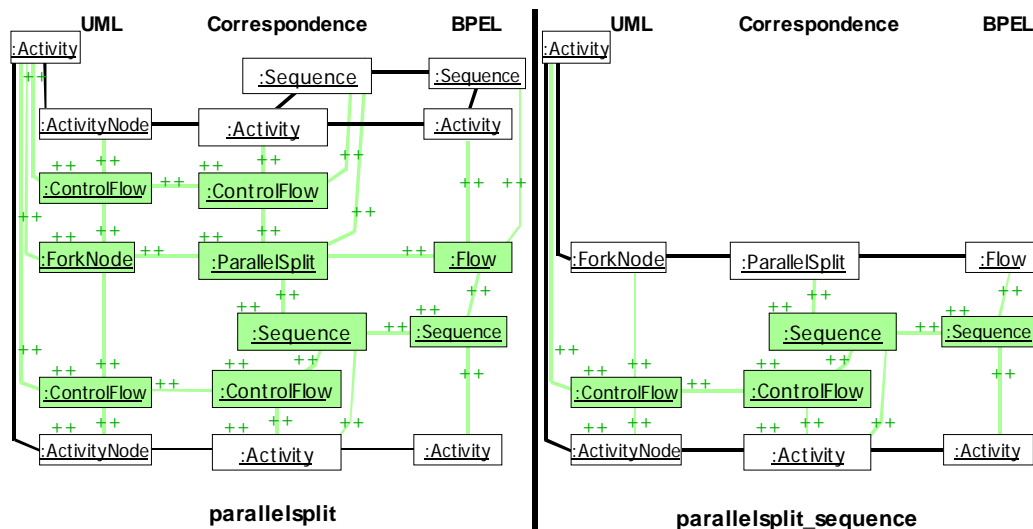 UML Correspondence BPEL
:Activity
++
:Sequence :Sequence
:ActivityNode :Activity :Activity
++ ++ ++ ++ ++ ++
:ControlFlow ++ :ControlFlow ++ ++
++ ++ ++ ++ ++ ++
:ForkNode ++ :ParallelSplit ++ :Flow
++ ++
++ ++
:Sequence ++ :Sequence
++ ++ ++ ++ ++
:ControlFlow ++ :ControlFlow
++ ++ ++ ++ ++
:ActivityNode :Activity :Activity
parallelsplit
UML Correspondence BPEL
:Activity
:ForkNode :ParallelSplit :Flow
++ ++
++ ++
:Sequence ++ :Sequence
++ ++ ++ ++ ++
:ControlFlow ++ :ControlFlow
++ ++ ++ ++
:ActivityNode :Activity :Activity
parallelsplit_sequence